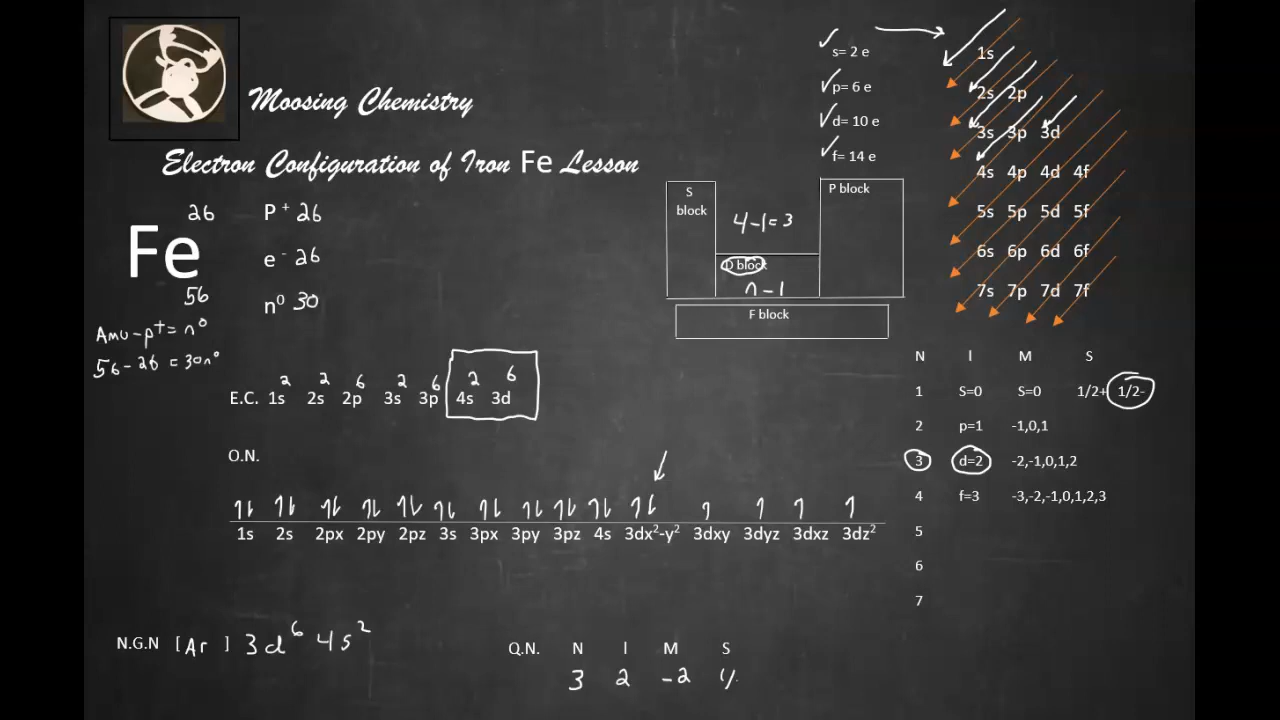 Moosing Chemistry
Electron Configuration of Iron Fe Lesson
26
Fe
56
P + 26
e - 26
n⁰ 30
Amu - p⁺ = n⁰
56 - 26 = 30n⁰
s= 2 e
p= 6 e
d= 10 e
f= 14 e
S
block
4-1=3
D block
n-1
P block
F block
1s
2s 2p
3s 3p 3d
4s 4p 4d 4f
5s 5p 5d 5f
6s 6p 6d 6f
7s 7p 7d 7f
E.C. 1s² 2s² 2p⁶ 3s² 3p⁶ 4s² 3d⁶
O.N.
1s 2s 2px 2py 2pz 3s 3px 3py 3pz 4s 3dx²-y² 3dxy 3dyz 3dxz 3dz²
N l M S
1 S=0 S=0 1/2+ 1/2-
2 p=1 -1,0,1
3 d=2 -2,-1,0,1,2
4 f=3 -3,-2,-1,0,1,2,3
5
6
7
N.G.N [Ar] 3d⁶ 4s²
Q.N. N l M S
3 2 -2